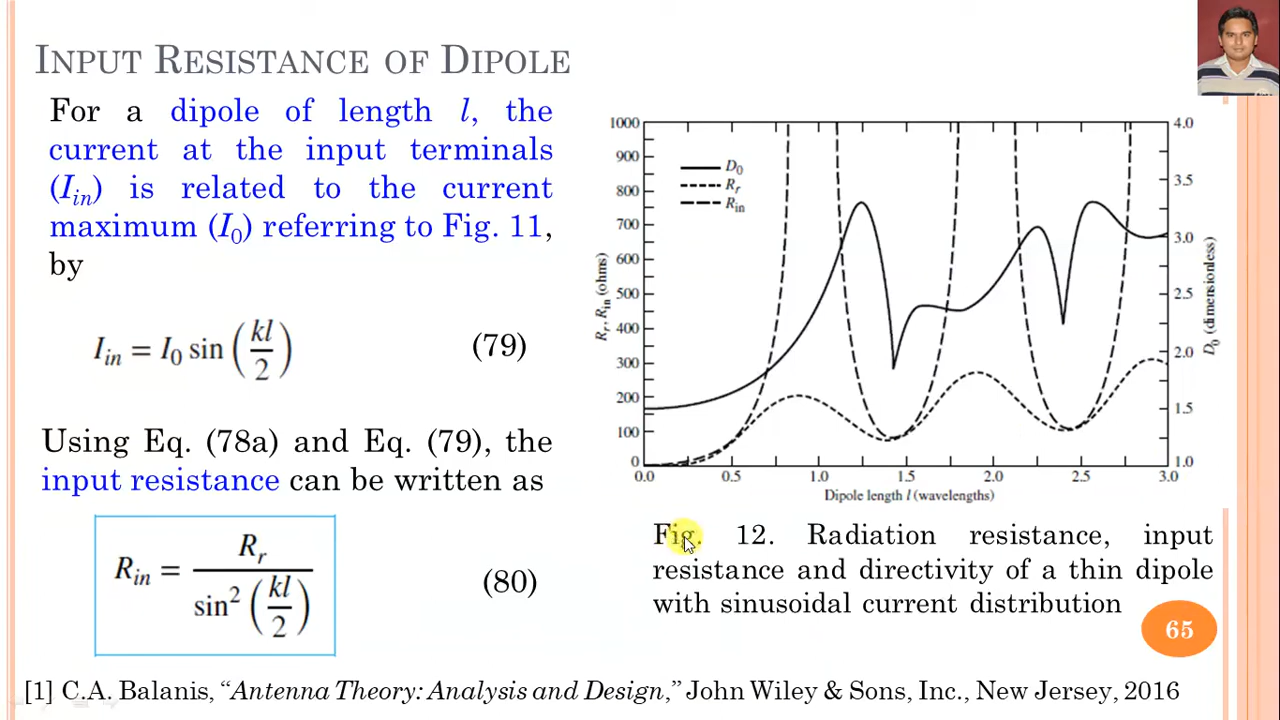 INPUT RESISTANCE OF DIPOLE
For a dipole of length l, the
current at the input terminals
(I_in) is related to the current
maximum (I_0) referring to Fig. 11,
by
I_in = I_0 sin (kl/2) (79)
Using Eq. (78a) and Eq. (79), the
input resistance can be written as
R_in = R_r / sin² (kl/2) (80)
1000
900
800
700
600
500
400
300
200
100
0
R_r, R_in (ohms)
D_0
R_r
R_in
4.0
3.5
3.0
2.5
2.0
1.5
1.0
D_0 (dimensionless)
0.0 0.5 1.0 1.5 2.0 2.5 3.0
Dipole length l (wavelengths)
Fig. 12. Radiation resistance, input
resistance and directivity of a thin dipole
with sinusoidal current distribution
65
[1] C.A. Balanis, “Antenna Theory: Analysis and Design,” John Wiley & Sons, Inc., New Jersey, 2016